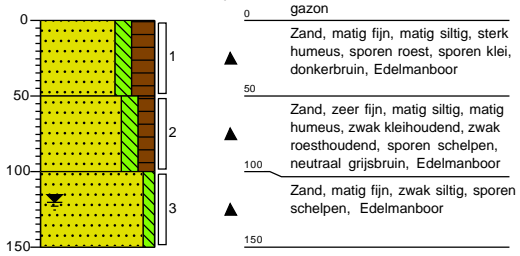 0
50
100
150
1
2
3
0
gazon
Zand, matig fijn, matig siltig, sterk
humeus, sporen roest, sporen klei,
donkerbruin, Edelmanboor
50
Zand, zeer fijn, matig siltig, matig
humeus, zwak kleihoudend, zwak
roesthoudend, sporen schelpen,
neutraal grijsbruin, Edelmanboor
100
Zand, matig fijn, zwak siltig, sporen
schelpen, Edelmanboor
150